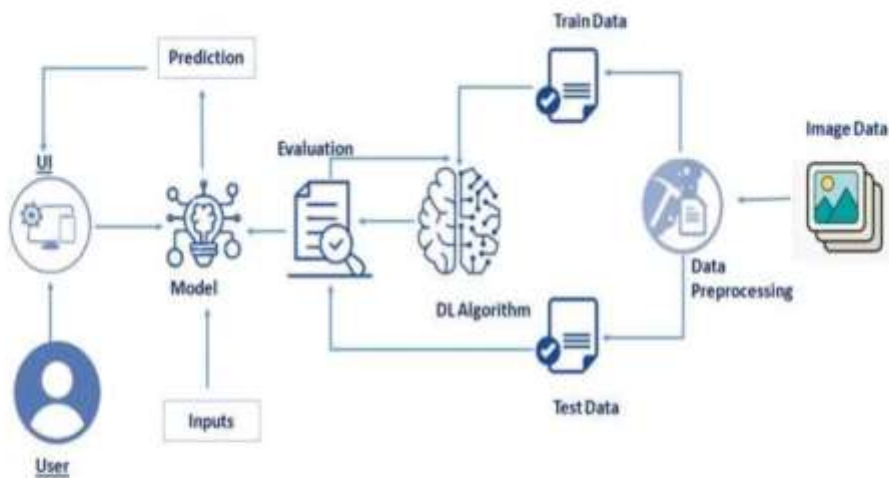 Train Data
Prediction
Image Data
Evaluation
UI
Model
Data
Preprocessing
DL Algorithm
Inputs
Test Data
User